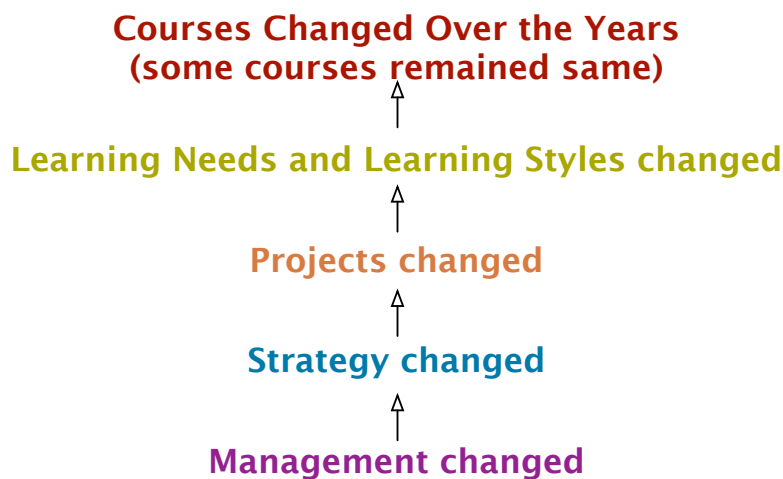 Courses Changed Over the Years
(some courses remained same)
Learning Needs and Learning Styles changed
Projects changed
Strategy changed
Management changed